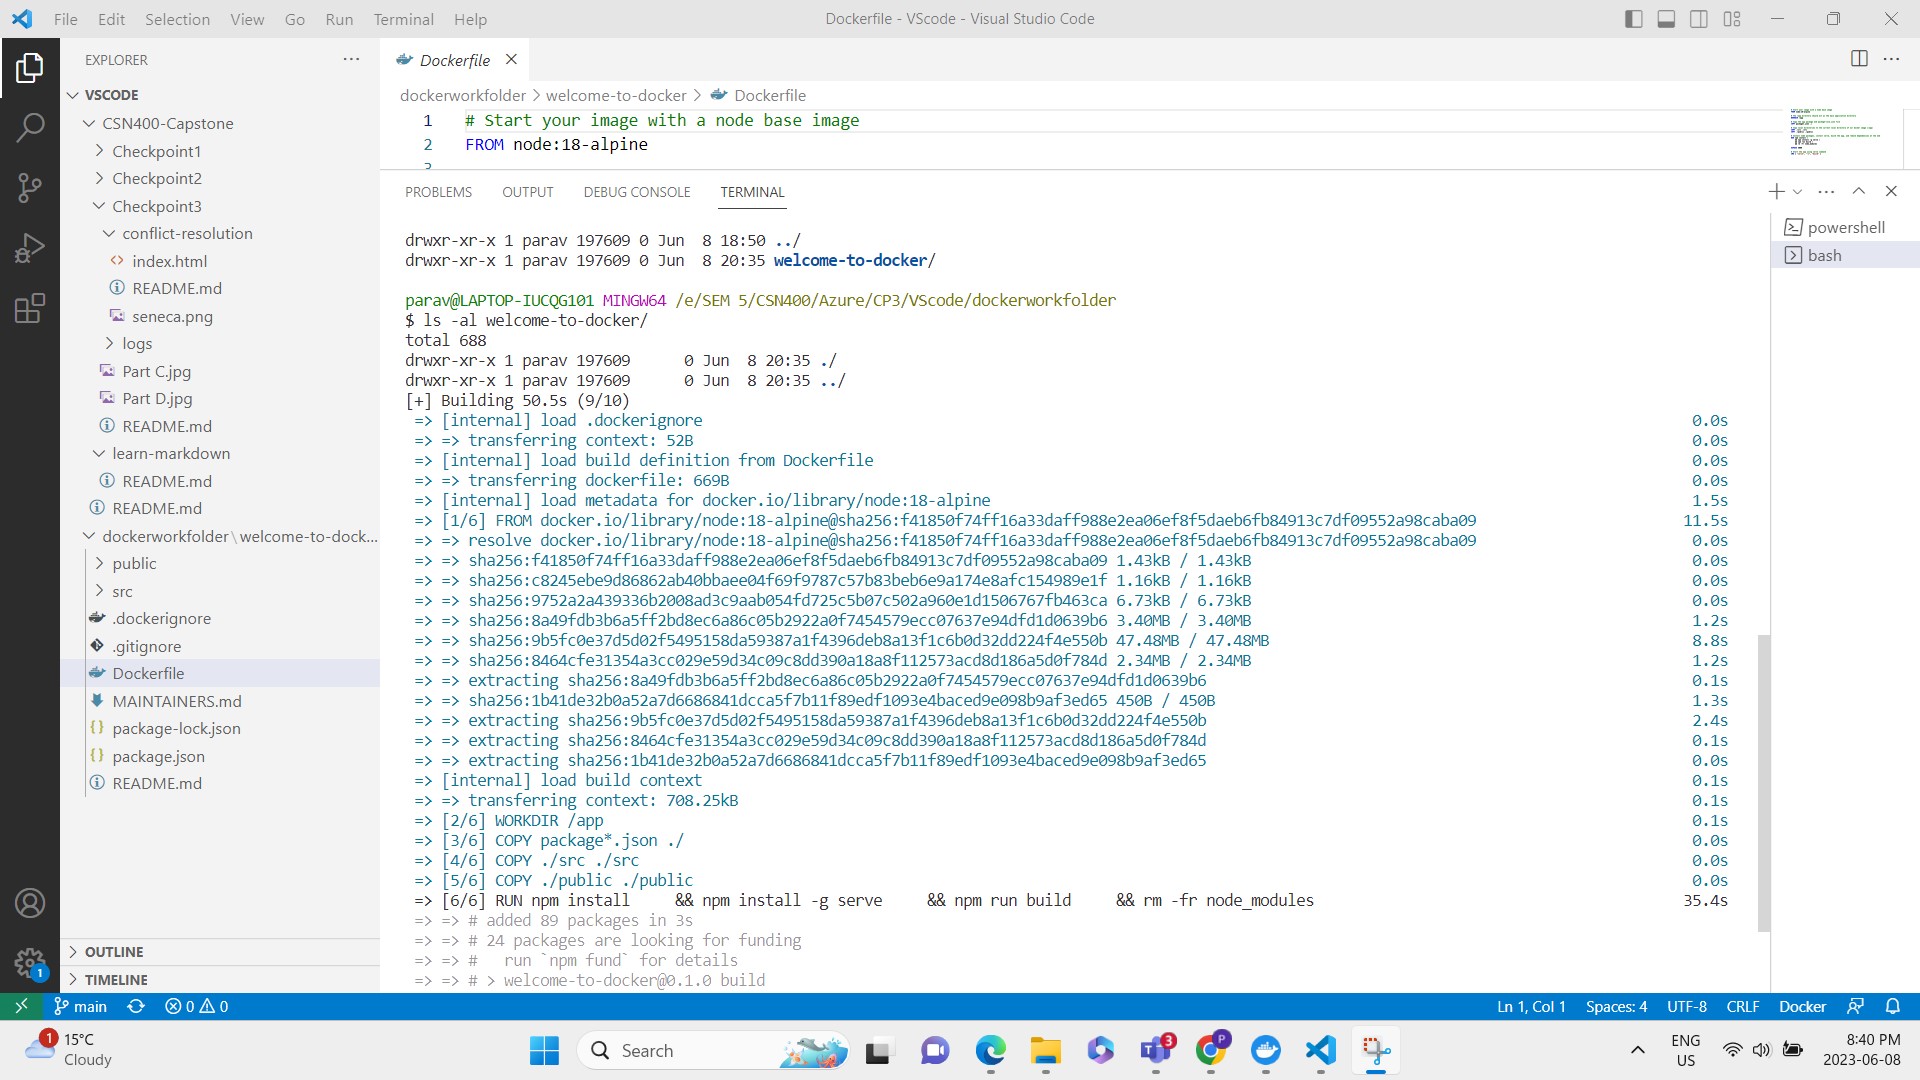 File Edit Selection View Go Run Terminal Help
Dockerfile - VScode - Visual Studio Code
EXPLORER
VSCODE
CSN400-Capstone
Checkpoint1
Checkpoint2
Checkpoint3
conflict-resolution
index.html
README.md
seneca.png
logs
Part C.jpg
Part D.jpg
README.md
learn-markdown
README.md
README.md
dockerworkfolder\welcome-to-dock...
public
src
.dockerignore
.gitignore
Dockerfile
MAINTAINERS.md
package-lock.json
package.json
README.md
OUTLINE
TIMELINE
Dockerfile
dockerworkfolder > welcome-to-docker > Dockerfile
1 # Start your image with a node base image
2 FROM node:18-alpine
3
PROBLEMS OUTPUT DEBUG CONSOLE TERMINAL
powershell
bash
drwxr-xr-x 1 parav 197609 0 Jun  8 18:50 ../
drwxr-xr-x 1 parav 197609 0 Jun  8 20:35 welcome-to-docker/
parav@LAPTOP-IUCQG101 MINGW64 /e/SEM 5/CSN400/Azure/CP3/VScode/dockerworkfolder
$ ls -al welcome-to-docker/
total 688
drwxr-xr-x 1 parav 197609      0 Jun  8 20:35 ./
drwxr-xr-x 1 parav 197609      0 Jun  8 20:35 ../
[+] Building 50.5s (9/10)
=> [internal] load .dockerignore 0.0s
=> => transferring context: 52B 0.0s
=> [internal] load build definition from Dockerfile 0.0s
=> => transferring dockerfile: 669B 0.0s
=> [internal] load metadata for docker.io/library/node:18-alpine 1.5s
=> [1/6] FROM docker.io/library/node:18-alpine@sha256:f41850f74ff16a33daff988e2ea06ef8f5daeb6fb84913c7df09552a98caba09 11.5s
=> => resolve docker.io/library/node:18-alpine@sha256:f41850f74ff16a33daff988e2ea06ef8f5daeb6fb84913c7df09552a98caba09 0.0s
=> => sha256:f41850f74ff16a33daff988e2ea06ef8f5daeb6fb84913c7df09552a98caba09 1.43kB / 1.43kB 0.0s
=> => sha256:c8245ebe9d86862ab40bbaee04f69f9787c57b83beb6e9a174e8afc154989e1f 1.16kB / 1.16kB 0.0s
=> => sha256:9752a2a439336b2008ad3c9aab054fd725c5b07c502a960e1d1506767fb463ca 6.73kB / 6.73kB 0.0s
=> => sha256:8a49fdb3b6a5ff2bd8ec6a86c05b2922a0f7454579ecc07637e94dfd1d0639b6 3.40MB / 3.40MB 1.2s
=> => sha256:9b5fc0e37d5d02f5495158da59387a1f4396deb8a13f1c6b0d32dd224f4e550b 47.48MB / 47.48MB 8.8s
=> => sha256:8464cfe31354a3cc029e59d34c09c8dd390a18a8f112573acd8d186a5d0f784d 2.34MB / 2.34MB 1.2s
=> => extracting sha256:8a49fdb3b6a5ff2bd8ec6a86c05b2922a0f7454579ecc07637e94dfd1d0639b6 0.1s
=> => sha256:1b41de32b0a52a7d6686841dcca5f7b11f89edf1093e4baced9e098b9af3ed65 450B / 450B 1.3s
=> => extracting sha256:9b5fc0e37d5d02f5495158da59387a1f4396deb8a13f1c6b0d32dd224f4e550b 2.4s
=> => extracting sha256:8464cfe31354a3cc029e59d34c09c8dd390a18a8f112573acd8d186a5d0f784d 0.1s
=> => extracting sha256:1b41de32b0a52a7d6686841dcca5f7b11f89edf1093e4baced9e098b9af3ed65 0.0s
=> [internal] load build context 0.1s
=> => transferring context: 708.25kB 0.1s
=> [2/6] WORKDIR /app 0.1s
=> [3/6] COPY package*.json ./ 0.0s
=> [4/6] COPY ./src ./src 0.0s
=> [5/6] COPY ./public ./public 0.0s
=> [6/6] RUN npm install     && npm install -g serve     && npm run build     && rm -fr node_modules 35.4s
=> => # added 89 packages in 3s
=> => # 24 packages are looking for funding
=> => #   run `npm fund` for details
=> => # > welcome-to-docker@0.1.0 build
1
main 0 0
Ln 1, Col 1 Spaces: 4 UTF-8 CRLF Docker
1 15°C
Cloudy
Search
3
P
ENG
US
8:40 PM
2023-06-08